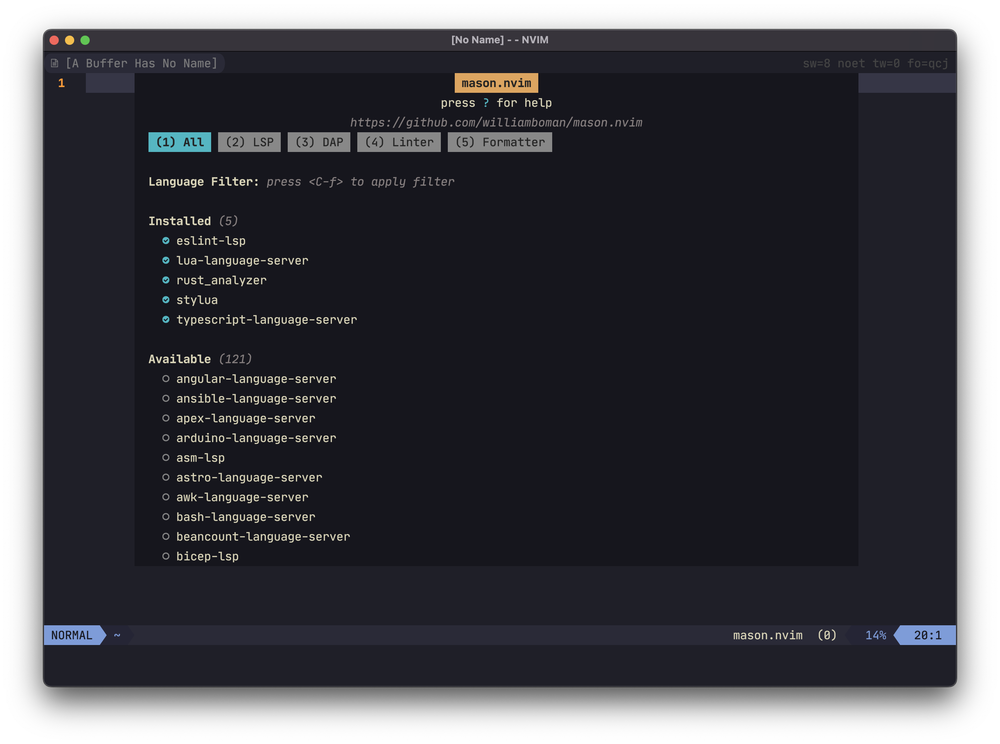 [No Name] - - NVIM
[A Buffer Has No Name] sw=8 noet tw=0 fo=qcj
1 mason.nvim
press ? for help
https://github.com/williamboman/mason.nvim
(1) All (2) LSP (3) DAP (4) Linter (5) Formatter
Language Filter: press <C-f> to apply filter
Installed (5)
eslint-lsp
lua-language-server
rust_analyzer
stylua
typescript-language-server
Available (121)
angular-language-server
ansible-language-server
apex-language-server
arduino-language-server
asm-lsp
astro-language-server
awk-language-server
bash-language-server
beancount-language-server
bicep-lsp
NORMAL ~ mason.nvim (0) 14% 20:1